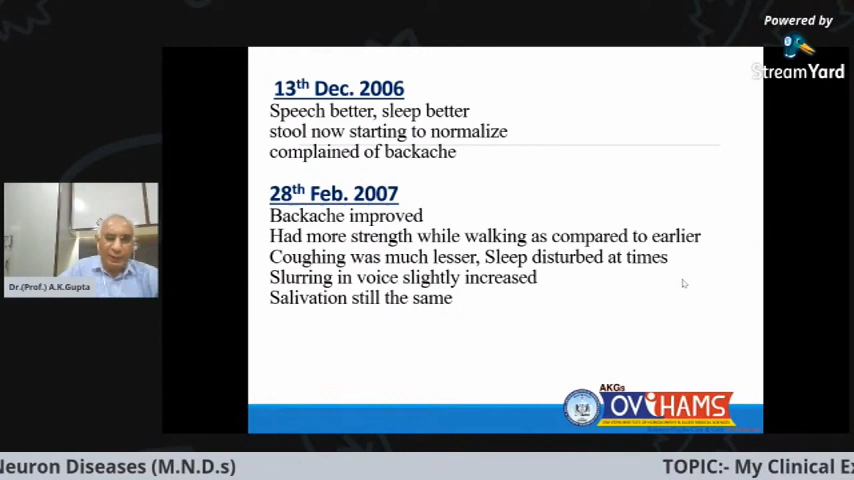 Powered by
StreamYard
13th Dec. 2006
Speech better, sleep better
stool now starting to normalize
complained of backache
28th Feb. 2007
Backache improved
Had more strength while walking as compared to earlier
Coughing was much lesser, Sleep disturbed at times
Slurring in voice slightly increased
Salivation still the same
Dr.(Prof.) A.K.Gupta
AKGs
OVIHAMS
Neuron Diseases (M.N.D.s)
TOPIC:- My Clinical Ex